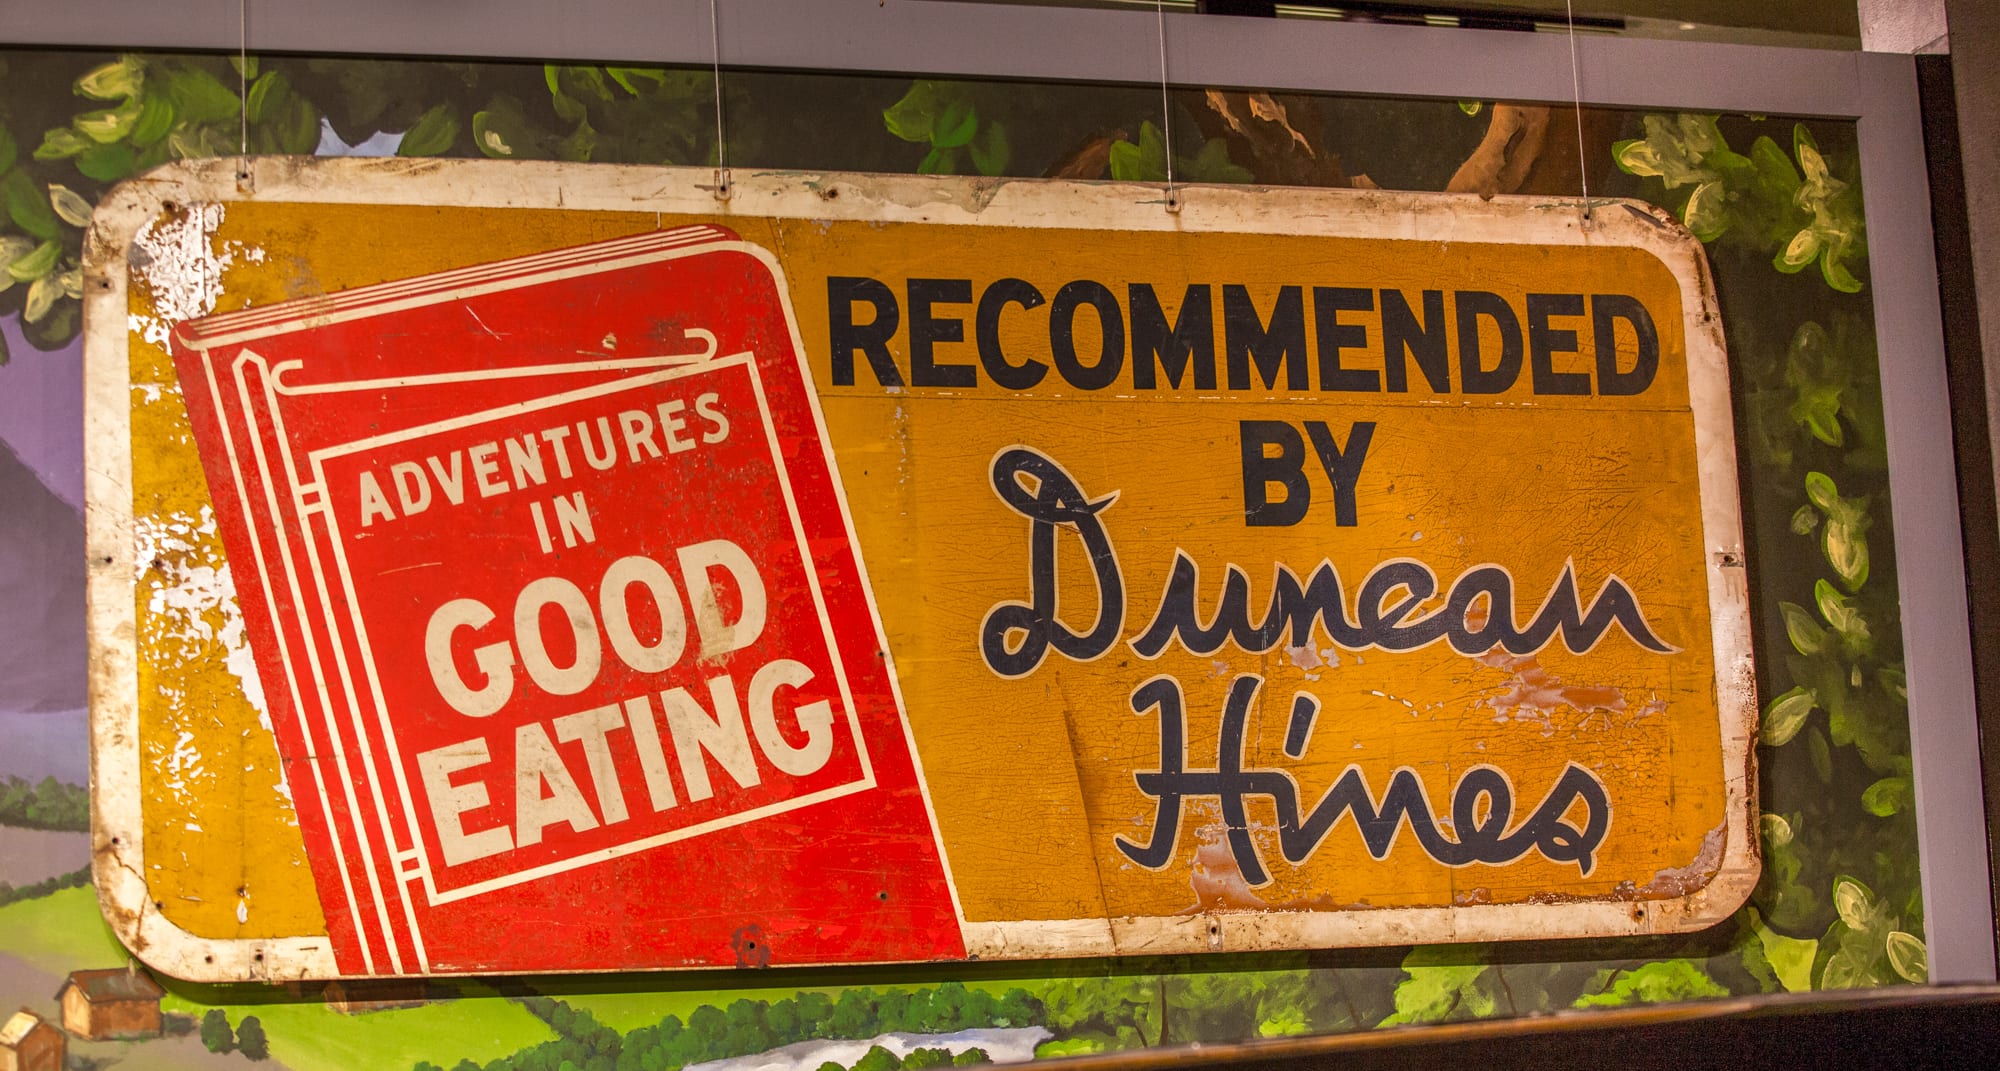 ADVENTURES
IN
GOOD
EATING
RECOMMENDED
BY
Duncan
Hines